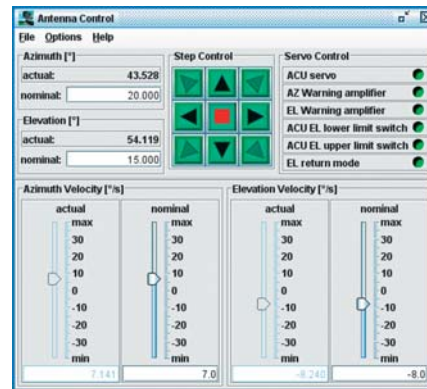 Antenna Control
File Options Help
Azimuth [°]
actual: 43.528
nominal: 20.000
Elevation [°]
actual: 54.119
nominal: 15.000
Step Control
Servo Control
ACU servo
AZ Warning amplifier
EL Warning amplifier
ACU EL lower limit switch
ACU EL upper limit switch
EL return mode
Azimuth Velocity [°/s]
actual
max
30
20
10
0
-10
-20
-30
min
7.141
nominal
max
30
20
10
0
-10
-20
-30
min
7.0
Elevation Velocity [°/s]
actual
max
30
20
10
0
-10
-20
-30
min
-8.240
nominal
max
30
20
10
0
-10
-20
-30
min
-8.0